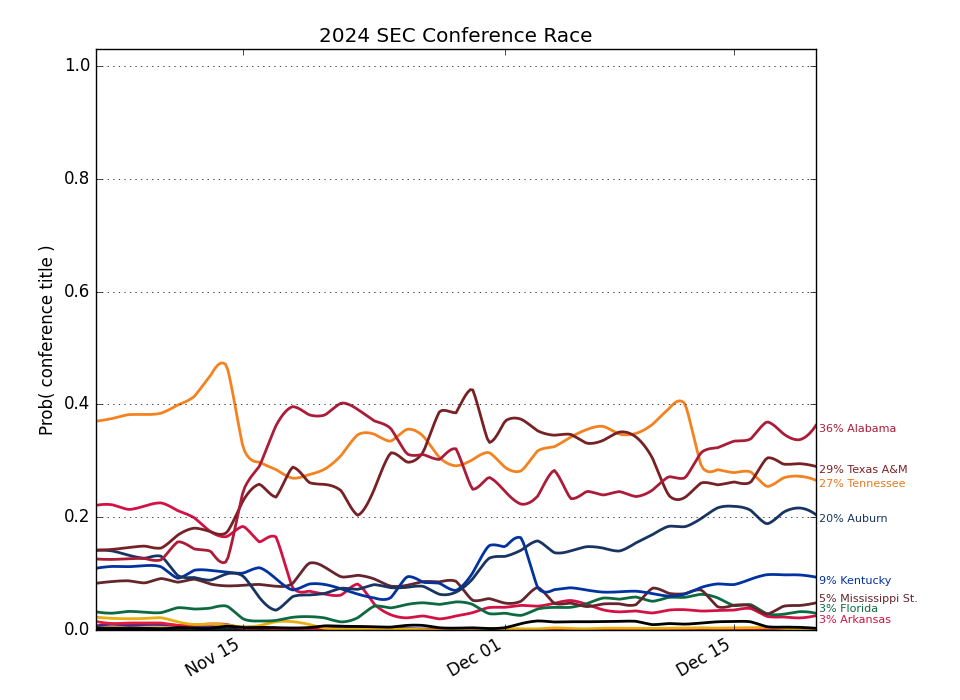 2024 SEC Conference Race
Prob( conference title )
1.0
0.8
0.6
0.4
0.2
0.0
Nov 15
Dec 01
Dec 15
36% Alabama
29% Texas A&M
27% Tennessee
20% Auburn
9% Kentucky
5% Mississippi St.
3% Florida
3% Arkansas